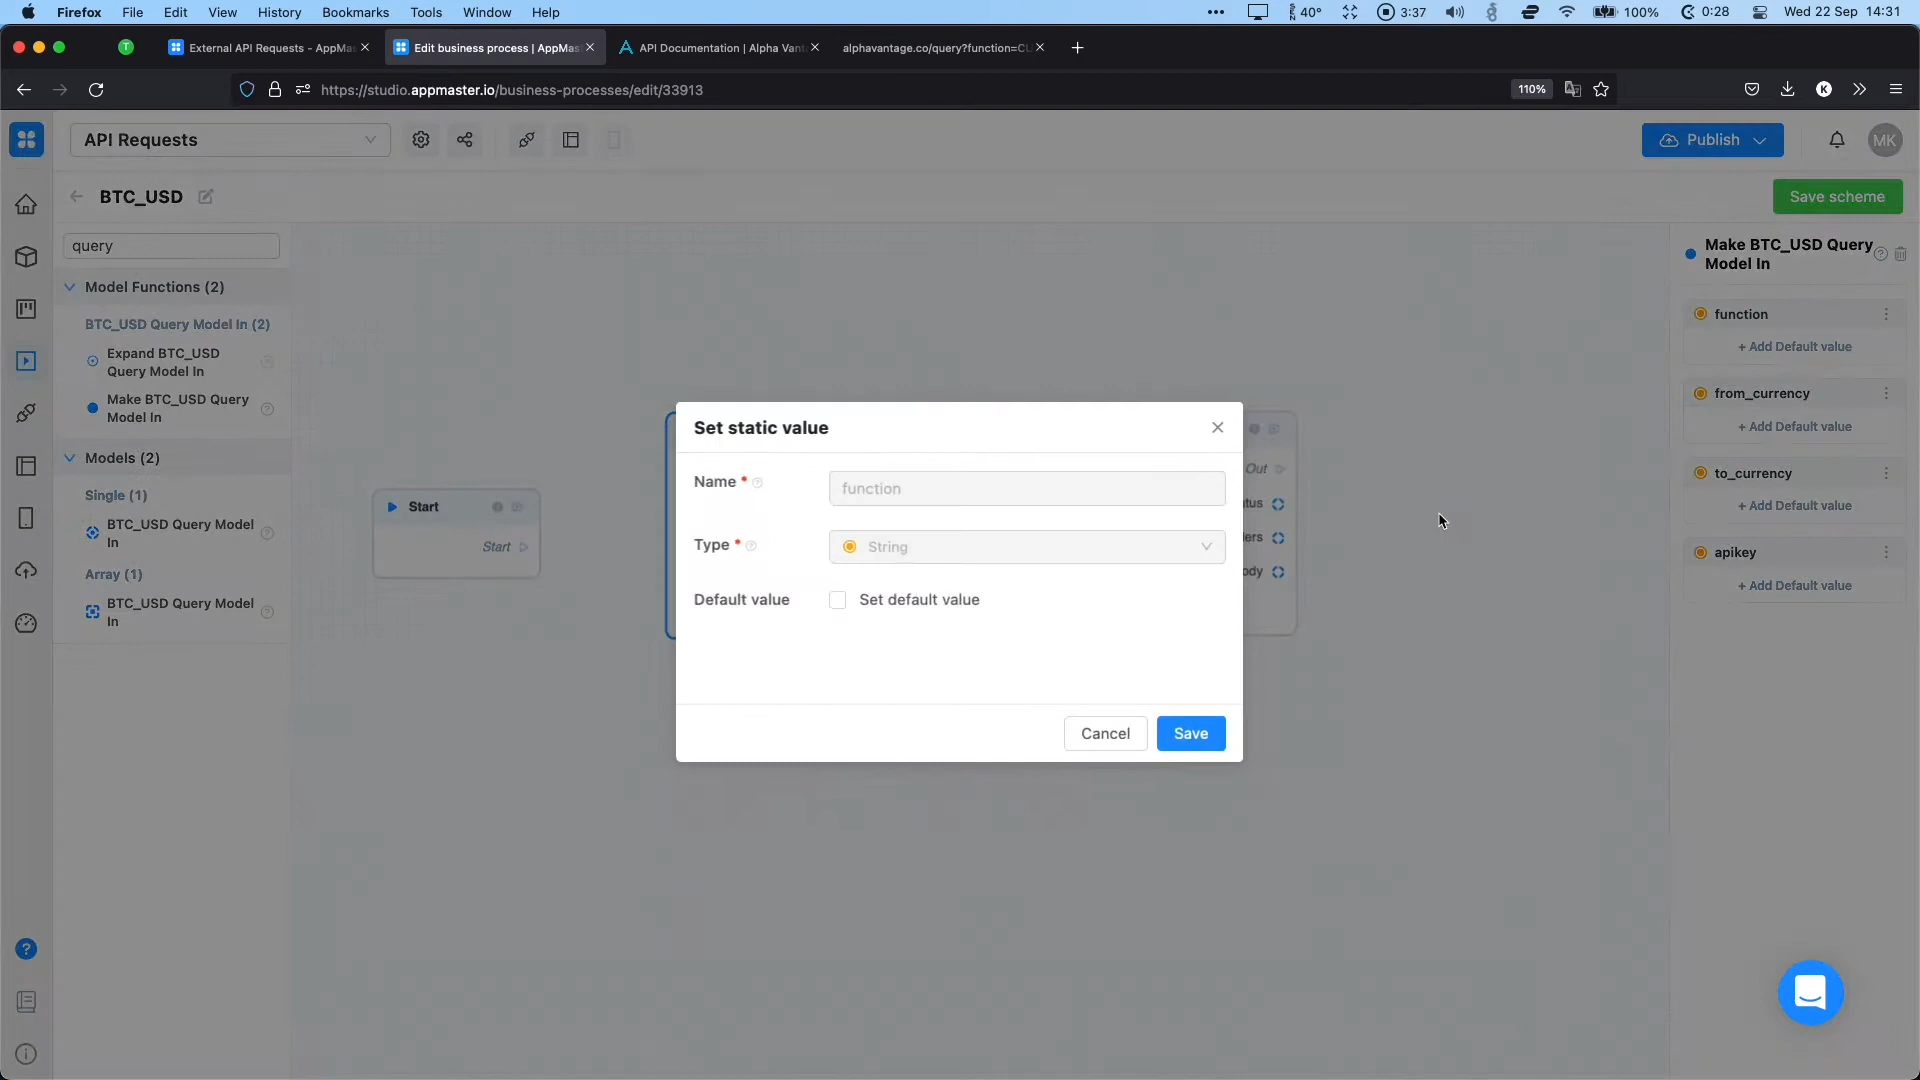 Firefox File Edit View History Bookmarks Tools Window Help
40° 3:37 100% 0:28 Wed 22 Sep 14:31
T External API Requests - AppMas
Edit business process | AppMas
API Documentation | Alpha Vant
alphavantage.co/query?function=CU
https://studio.appmaster.io/business-processes/edit/33913
110%
K
API Requests
Publish
MK
BTC_USD
Save scheme
query
Model Functions (2)
BTC_USD Query Model In (2)
Expand BTC_USD
Query Model In
Make BTC_USD Query
Model In
Models (2)
Single (1)
BTC_USD Query Model
In
Array (1)
BTC_USD Query Model
In
Start
Start
Set static value
Name *
function
Type *
String
Default value
Set default value
Cancel
Save
Out
Make BTC_USD Query
Model In
function
+ Add Default value
from_currency
+ Add Default value
to_currency
+ Add Default value
apikey
+ Add Default value